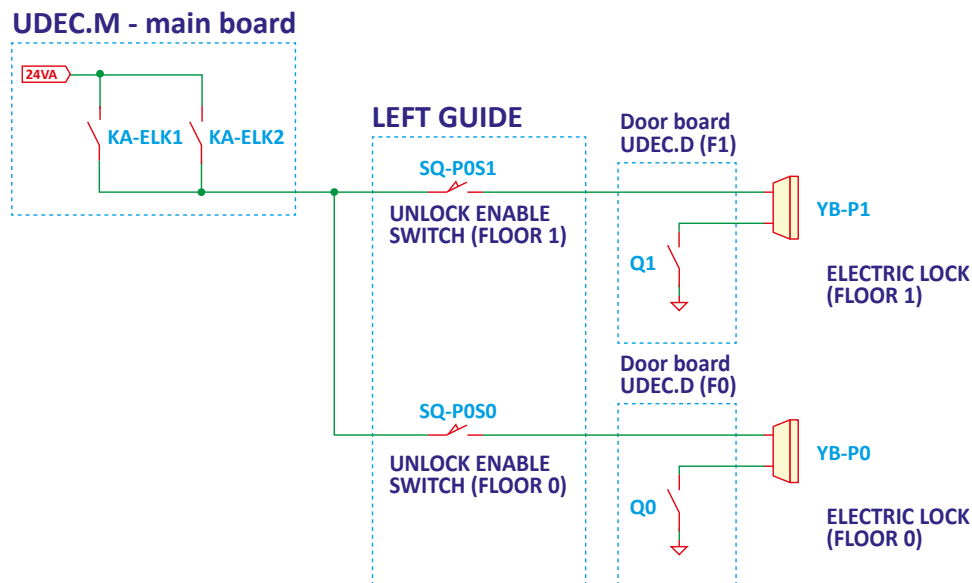 UDEC.M - main board
24VA
KA-ELK1
KA-ELK2
LEFT GUIDE
SQ-P0S1
UNLOCK ENABLE
SWITCH (FLOOR 1)
Door board
UDEC.D (F1)
Q1
YB-P1
ELECTRIC LOCK
(FLOOR 1)
SQ-P0S0
UNLOCK ENABLE
SWITCH (FLOOR 0)
Door board
UDEC.D (F0)
Q0
YB-P0
ELECTRIC LOCK
(FLOOR 0)